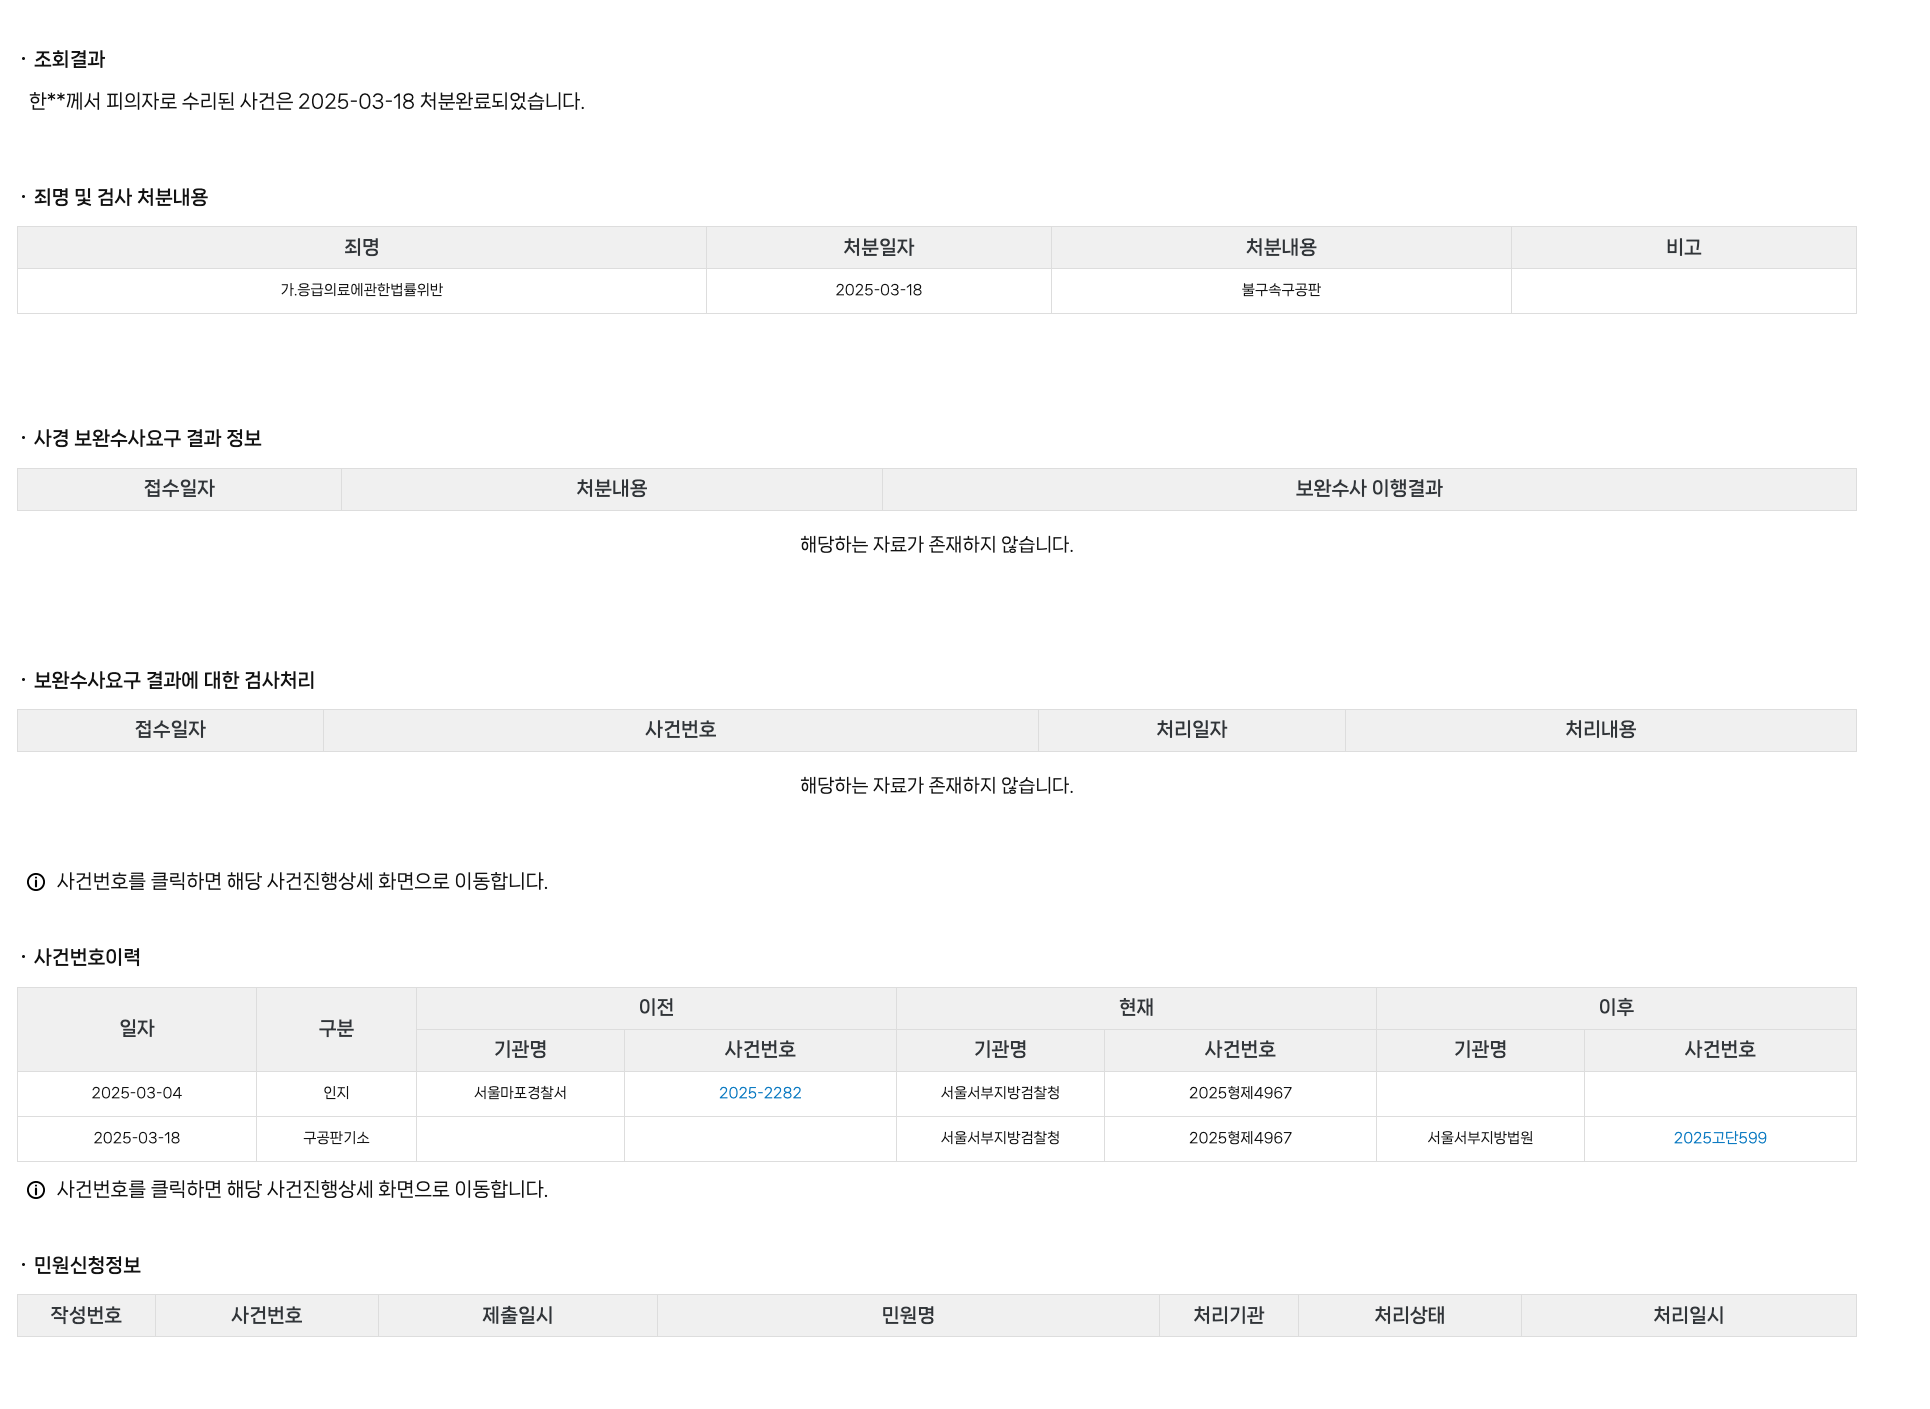 · 조회결과
한**께서 피의자로 수리된 사건은 2025-03-18 처분완료되었습니다.
· 죄명 및 검사 처분내용
죄명 처분일자 처분내용 비고
가.응급의료에관한법률위반 2025-03-18 불구속구공판
· 사경 보완수사요구 결과 정보
접수일자 처분내용 보완수사 이행결과
해당하는 자료가 존재하지 않습니다.
· 보완수사요구 결과에 대한 검사처리
접수일자 사건번호 처리일자 처리내용
해당하는 자료가 존재하지 않습니다.
사건번호를 클릭하면 해당 사건진행상세 화면으로 이동합니다.
· 사건번호이력
일자 구분 이전 현재 이후
기관명 사건번호 기관명 사건번호 기관명 사건번호
2025-03-04 인지 서울마포경찰서 2025-2282 서울서부지방검찰청 2025형제4967
2025-03-18 구공판기소 서울서부지방검찰청 2025형제4967 서울서부지방법원 2025고단599
사건번호를 클릭하면 해당 사건진행상세 화면으로 이동합니다.
· 민원신청정보
작성번호 사건번호 제출일시 민원명 처리기관 처리상태 처리일시